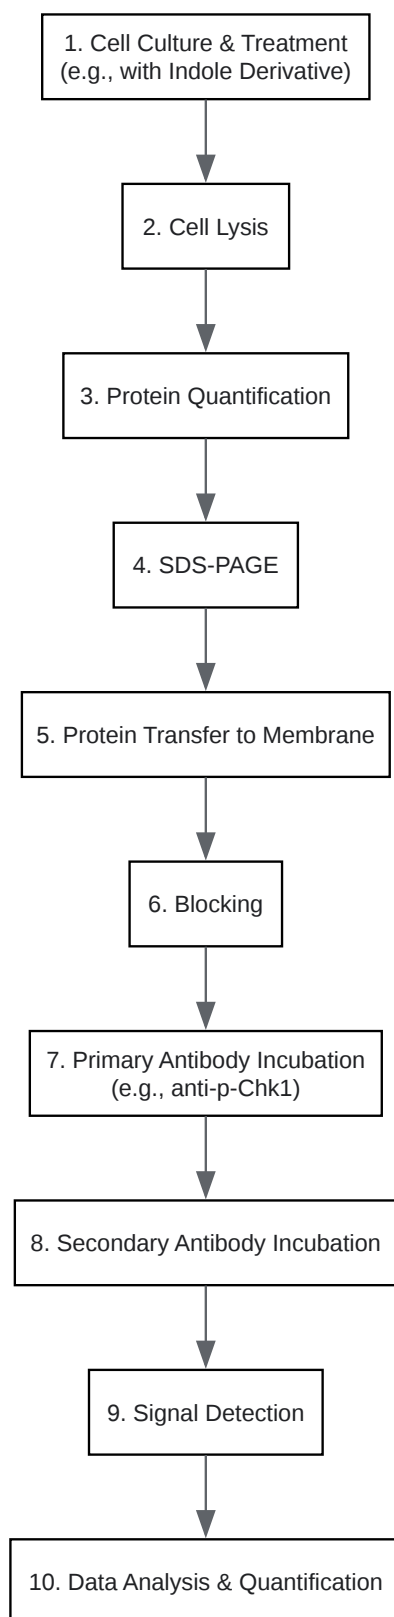 1. Cell Culture & Treatment
(e.g., with Indole Derivative)
2. Cell Lysis
3. Protein Quantification
4. SDS-PAGE
5. Protein Transfer to Membrane
6. Blocking
7. Primary Antibody Incubation
(e.g., anti-p-Chk1)
8. Secondary Antibody Incubation
9. Signal Detection
10. Data Analysis & Quantification